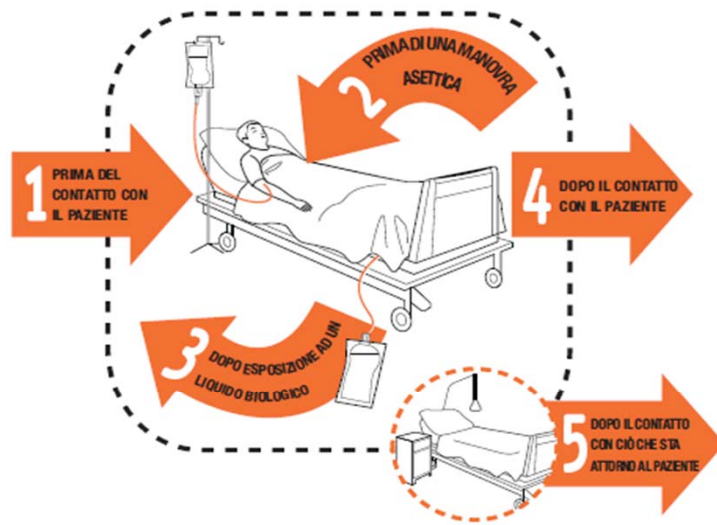 1
PRIMA DEL
CONTATTO CON
IL PAZIENTE
2
PRIMA DI UNA MANOVRA
ASETTICA
3
DOPO ESPOSIZIONE AD UN
LIQUIDO BIOLOGICO
4
DOPO IL CONTATTO
CON IL PAZIENTE
5
DOPO IL CONTATTO
CON CIÒ CHE STA
ATTORNO AL PAZIENTE